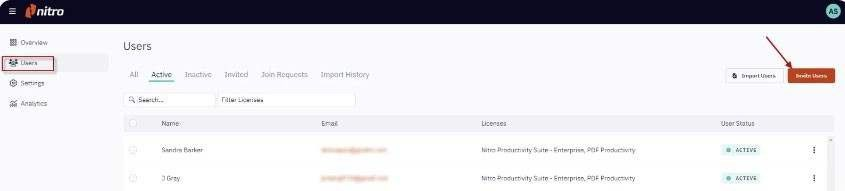 nitro
AS
Overview
Users
Settings
Analytics
Users
All Active Inactive Invited Join Requests Import History
Import Users Invite Users
Search... Filter Licenses
Name Email Licenses User Status
Sandra Barker Nitro Productivity Suite - Enterprise, PDF Productivity ACTIVE
J Gray Nitro Productivity Suite - Enterprise, PDF Productivity ACTIVE